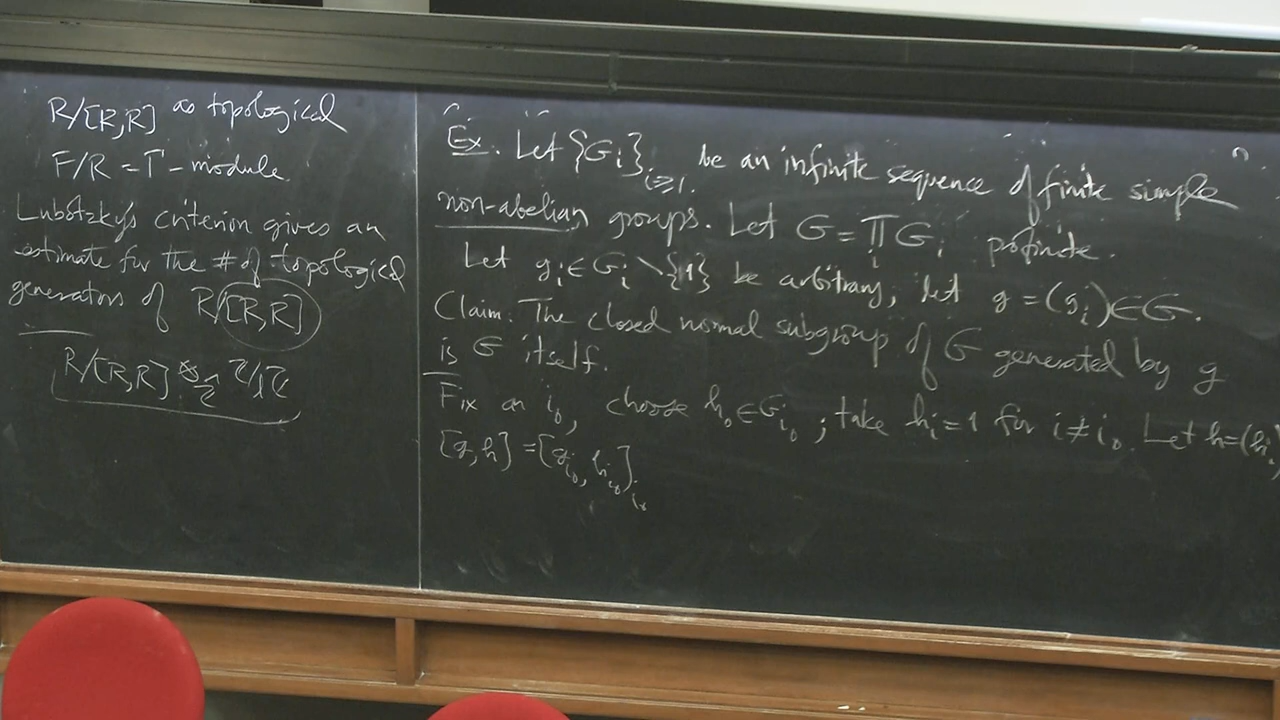 R/[R,R] as topological
F/R = Γ - module.
Lubotzky's criterion gives an
estimate for the # of topological
generators of R/[R,R]
R/[R,R]
Ex. Let {G_i}_{i≥1} be an infinite sequence of finite simple
non-abelian groups. Let G = ∏_i G_i profinite.
Let g_i ∈ G_i \ {1} be arbitrary, let g = (g_i) ∈ G.
Claim. The closed normal subgroup of G generated by g
is G itself.
Fix an i_0, choose h_0 ∈ G_{i_0}; take h_i = 1 for i ≠ i_0. Let h = (h_i)
[g,h] = [g_{i_0}, h_{i_0}]_{i_0}